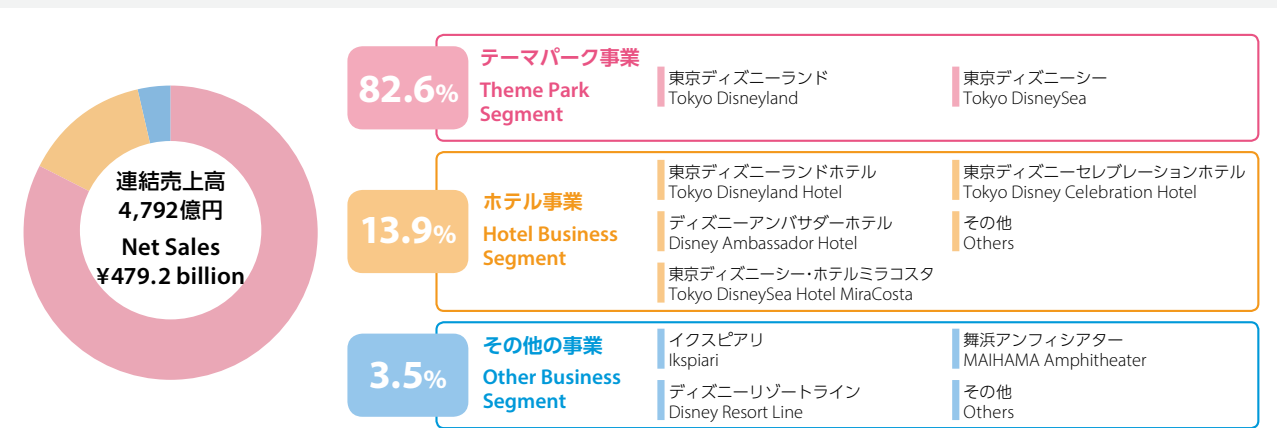 連結売上高
4,792億円
Net Sales
¥479.2 billion
82.6%
テーマパーク事業
Theme Park
Segment
東京ディズニーランド
Tokyo Disneyland
東京ディズニーシー
Tokyo DisneySea
13.9%
ホテル事業
Hotel Business
Segment
東京ディズニーランドホテル
Tokyo Disneyland Hotel
東京ディズニーセレブレーションホテル
Tokyo Disney Celebration Hotel
ディズニーアンバサダーホテル
Disney Ambassador Hotel
その他
Others
東京ディズニーシー・ホテルミラコスタ
Tokyo DisneySea Hotel MiraCosta
3.5%
その他の事業
Other Business
Segment
イクスピアリ
Ikspiari
舞浜アンフィシアター
MAIHAMA Amphitheater
ディズニーリゾートライン
Disney Resort Line
その他
Others